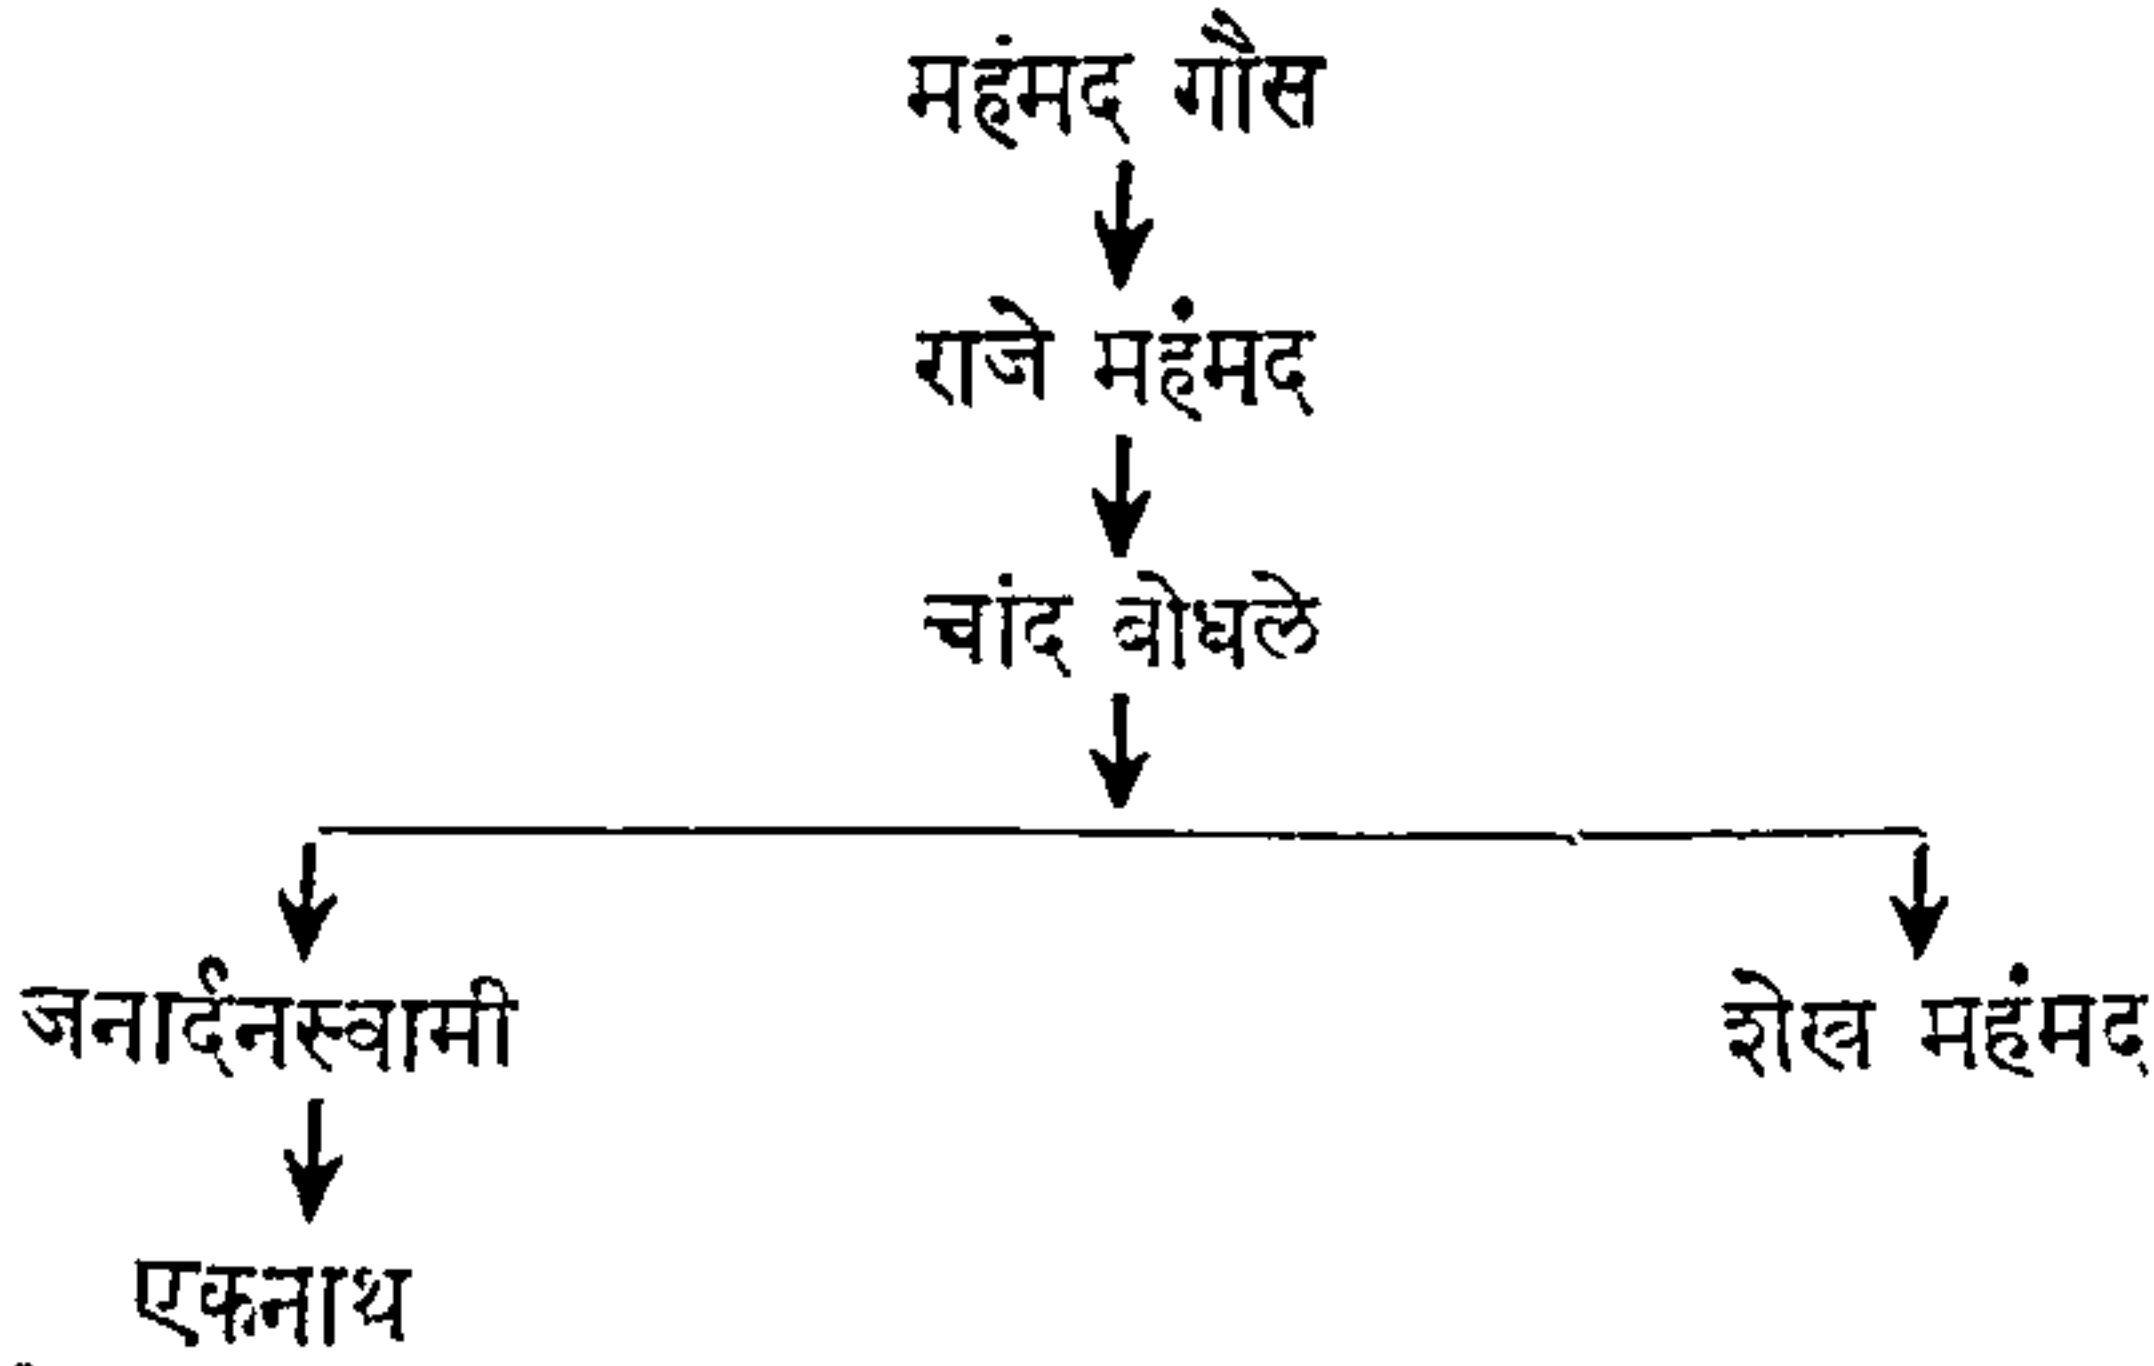 महंमद गौस
राजे महंमद
चांद बोधले
जनार्दनस्वामी शेख महंमद
एकनाथ